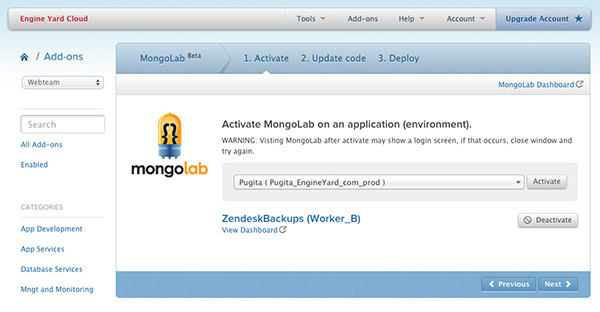 Engine Yard Cloud
Tools Add-ons Help Account Upgrade Account
/ Add-ons
Webteam
Search
All Add-ons
Enabled
CATEGORIES
App Development
App Services
Database Services
Mngt and Monitoring
MongoLab Beta 1. Activate 2. Update code 3. Deploy
MongoLab Dashboard
mongolab
Activate MongoLab on an application (environment).
WARNING: Visting MongoLab after activate may show a login screen, if that occurs, close window and
try again.
Pugita ( Pugita_EngineYard_com_prod ) Activate
ZendeskBackups (Worker_B) Deactivate
View Dashboard
Previous Next